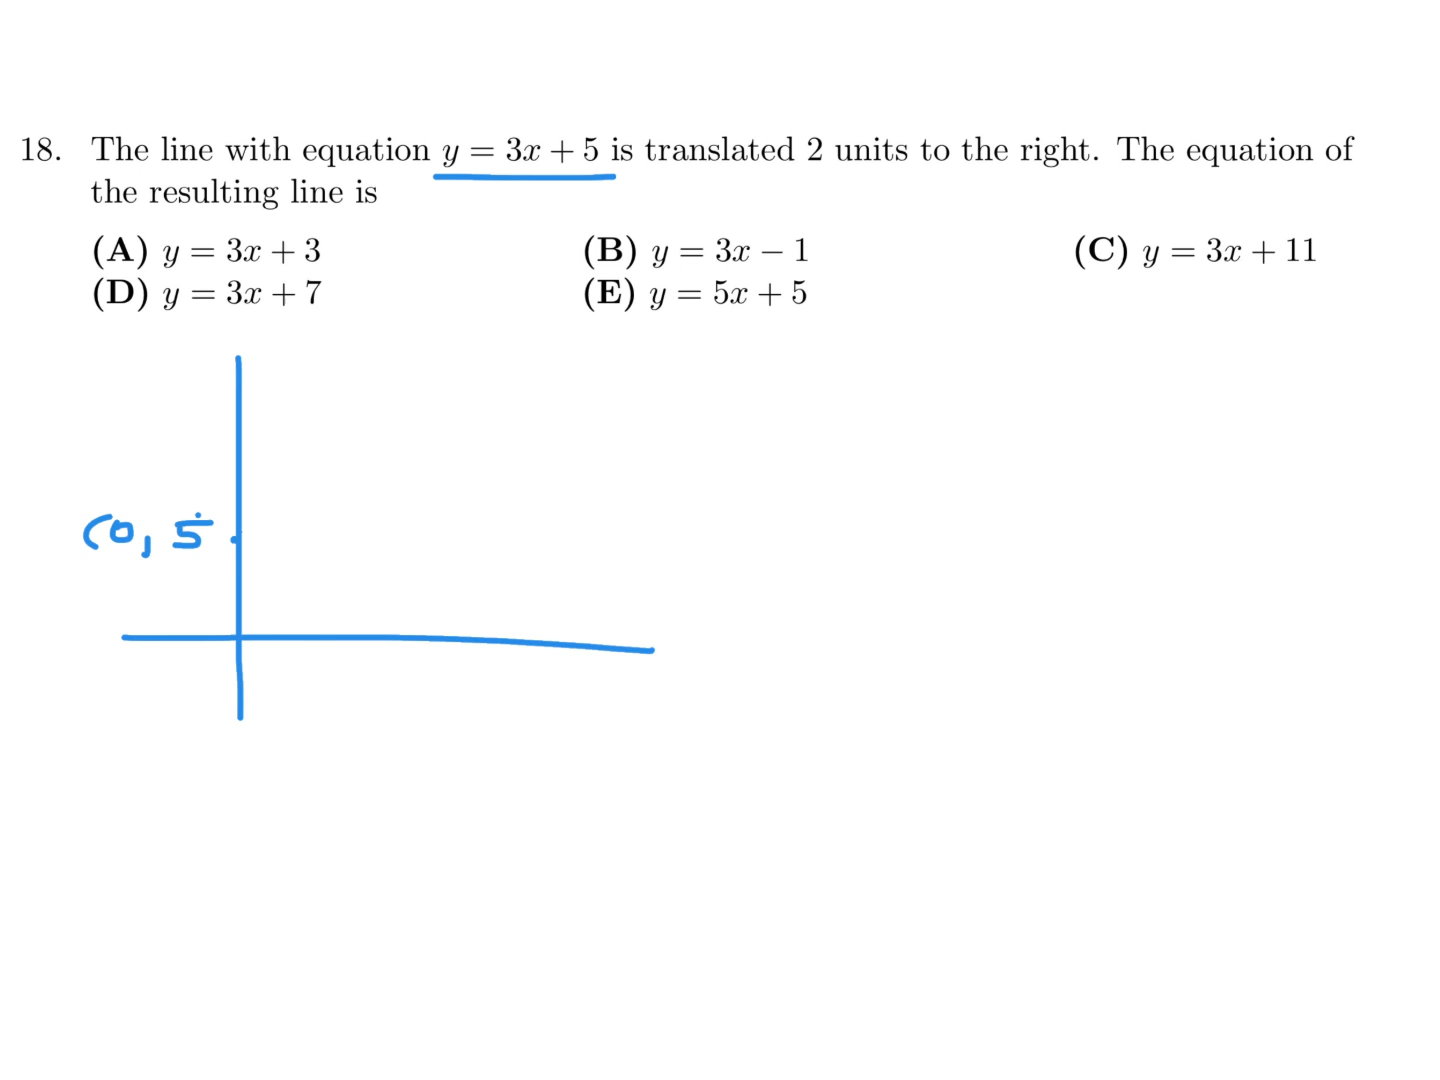 18. The line with equation y = 3x + 5 is translated 2 units to the right. The equation of
the resulting line is
(A) y = 3x + 3 (B) y = 3x − 1 (C) y = 3x + 11
(D) y = 3x + 7 (E) y = 5x + 5
(0, 5